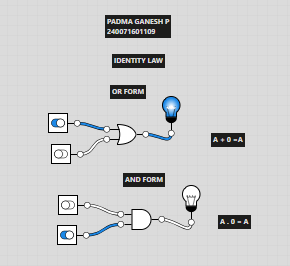 PADMA GANESH P
240071601109
IDENTITY LAW
OR FORM
A + 0 =A
AND FORM
A . 0 = A